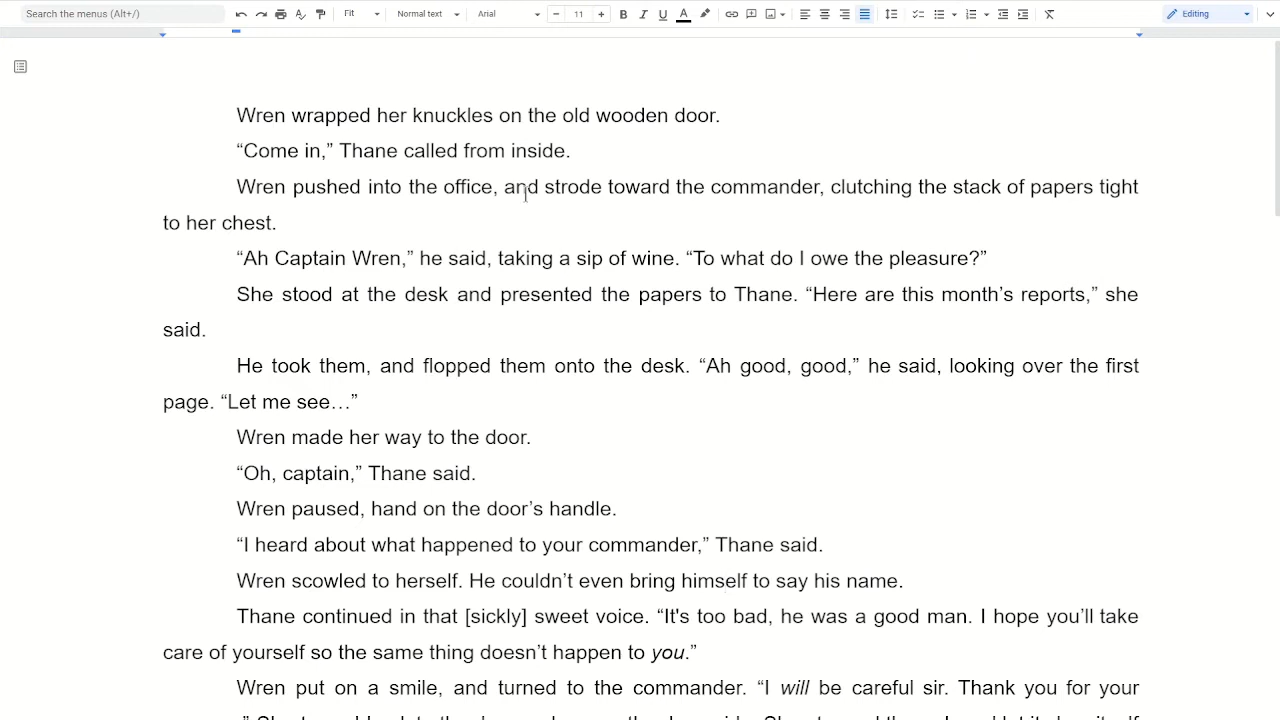 Search the menus (Alt+/)
Fit
Normal text
Arial
11
Editing
Wren wrapped her knuckles on the old wooden door.
“Come in,” Thane called from inside.
Wren pushed into the office, and strode toward the commander, clutching the stack of papers tight
to her chest.
“Ah Captain Wren,” he said, taking a sip of wine. “To what do I owe the pleasure?”
She stood at the desk and presented the papers to Thane. “Here are this month’s reports,” she
said.
He took them, and flopped them onto the desk. “Ah good, good,” he said, looking over the first
page. “Let me see…”
Wren made her way to the door.
“Oh, captain,” Thane said.
Wren paused, hand on the door’s handle.
“I heard about what happened to your commander,” Thane said.
Wren scowled to herself. He couldn’t even bring himself to say his name.
Thane continued in that [sickly] sweet voice. “It's too bad, he was a good man. I hope you’ll take
care of yourself so the same thing doesn’t happen to you.”
Wren put on a smile, and turned to the commander. “I will be careful sir. Thank you for your